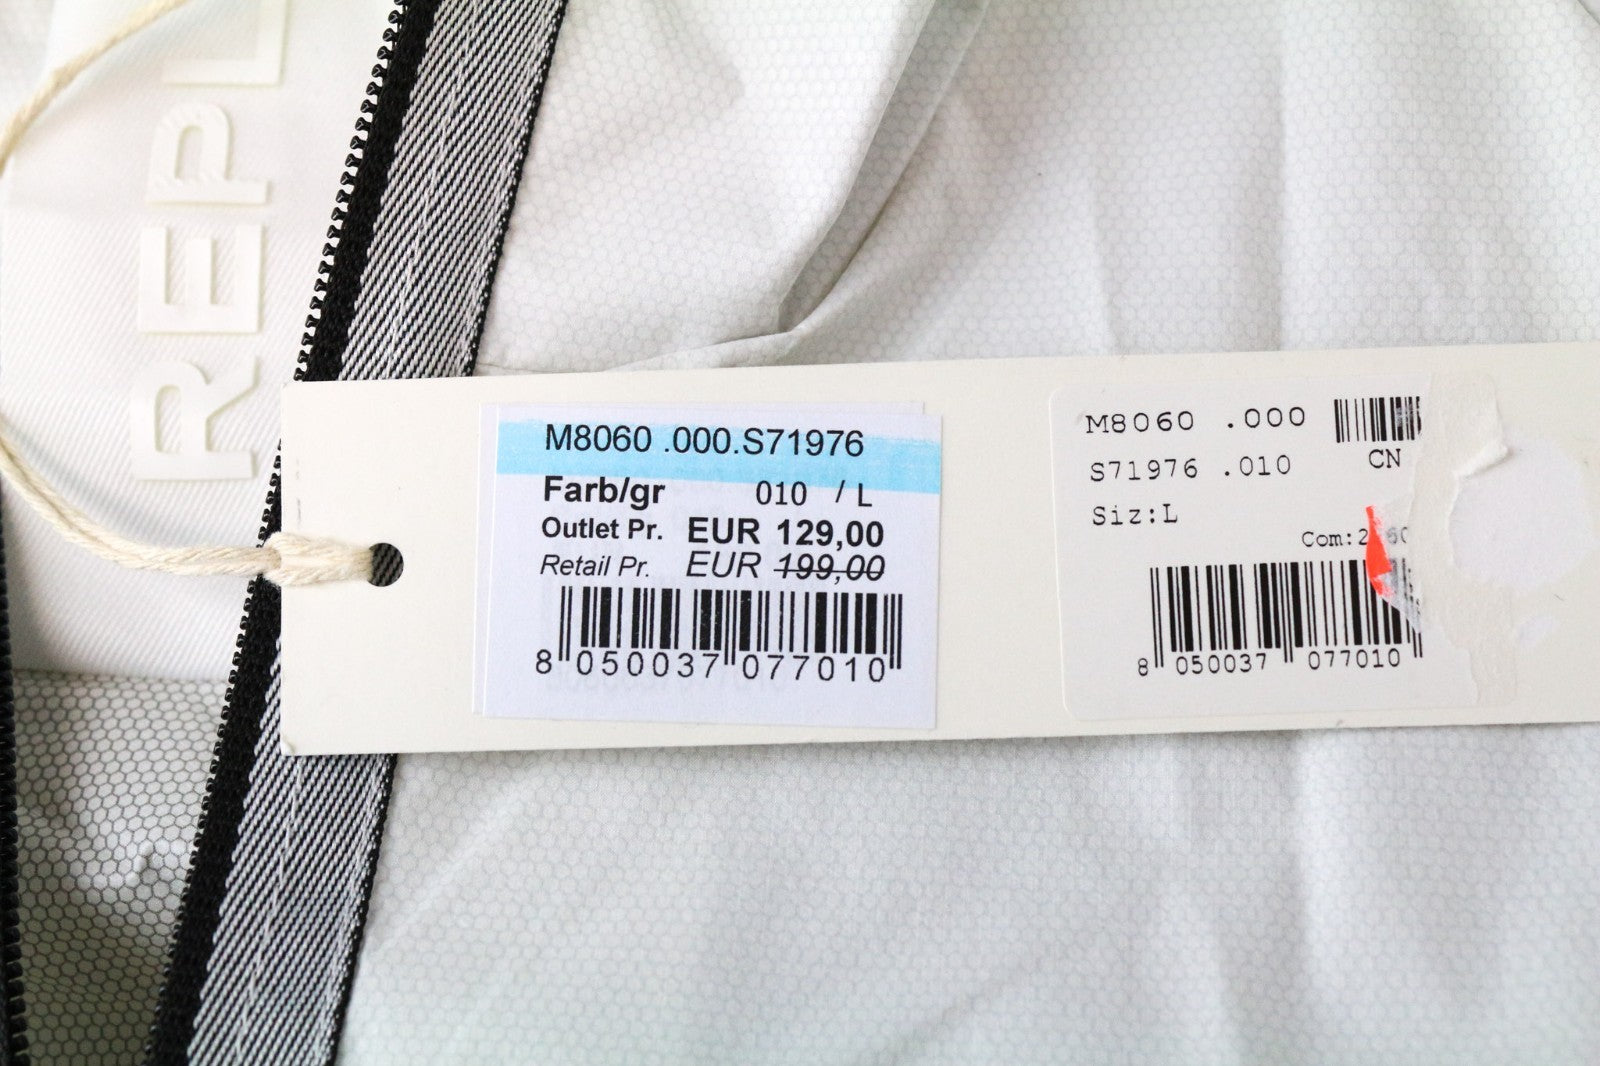 REPL
M8060 .000.S71976
Farb/gr 010 / L
Outlet Pr. EUR 129,00
Retail Pr. EUR 199,00
8 050037 077010
M8060 .000
CN
S71976 .010
Siz:L
Com:
8 050037 077010